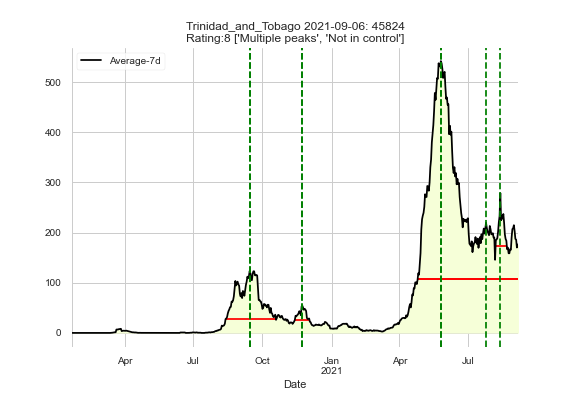 Trinidad_and_Tobago 2021-09-06: 45824
Rating:8 ['Multiple peaks', 'Not in control']
Average-7d
500
400
300
200
100
0
Apr Jul Oct Jan Apr Jul
2021
Date